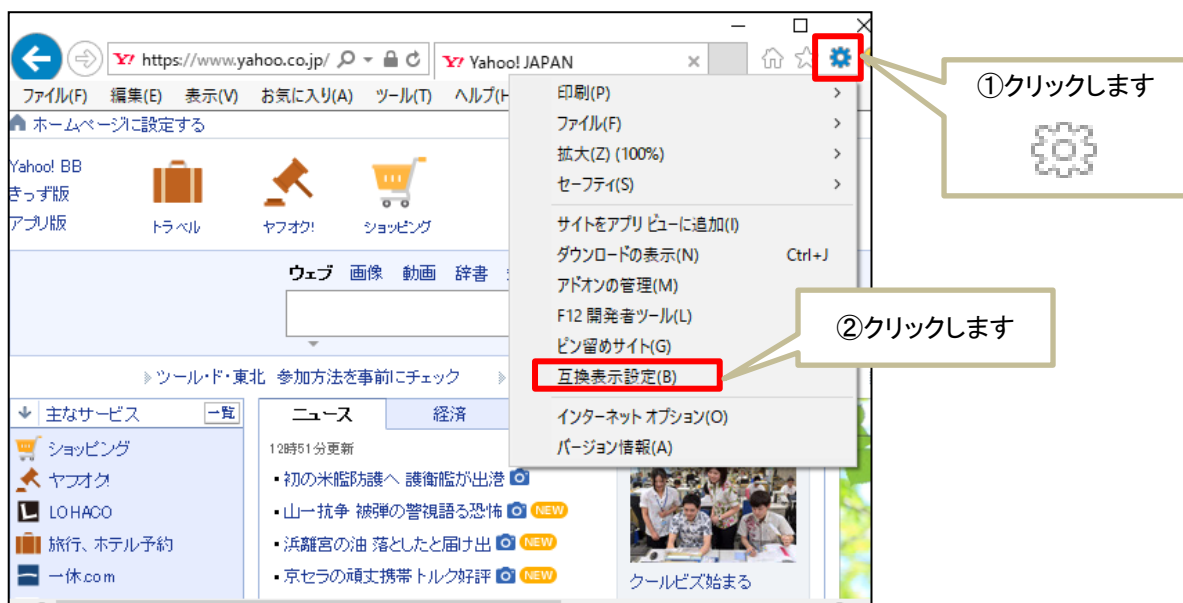 https://www.yahoo.co.jp/
Yahoo! JAPAN
ファイル(F) 編集(E) 表示(V) お気に入り(A) ツール(T) ヘルプ(H
ホームページに設定する
Yahoo! BB
きっず版
アプリ版
トラベル ヤフオク! ショッピング
ウェブ 画像 動画 辞書
ツール・ド・東北 参加方法を事前にチェック
主なサービス 一覧
ショッピング
ヤフオク!
LOHACO
旅行、ホテル予約
一休.com
ニュース 経済
12時51分更新
・初の米艦防護へ 護衛艦が出港
・山一抗争 被弾の警視語る恐怖 NEW
・浜離宮の油 落としたと届け出 NEW
・京セラの頑丈携帯トルク好評 NEW
クールビズ始まる
印刷(P)
ファイル(F)
拡大(Z) (100%)
セーフティ(S)
サイトをアプリ ビューに追加(I)
ダウンロードの表示(N) Ctrl+J
アドオンの管理(M)
F12 開発者ツール(L)
ピン留めサイト(G)
互換表示設定(B)
インターネット オプション(O)
バージョン情報(A)
①クリックします
②クリックします